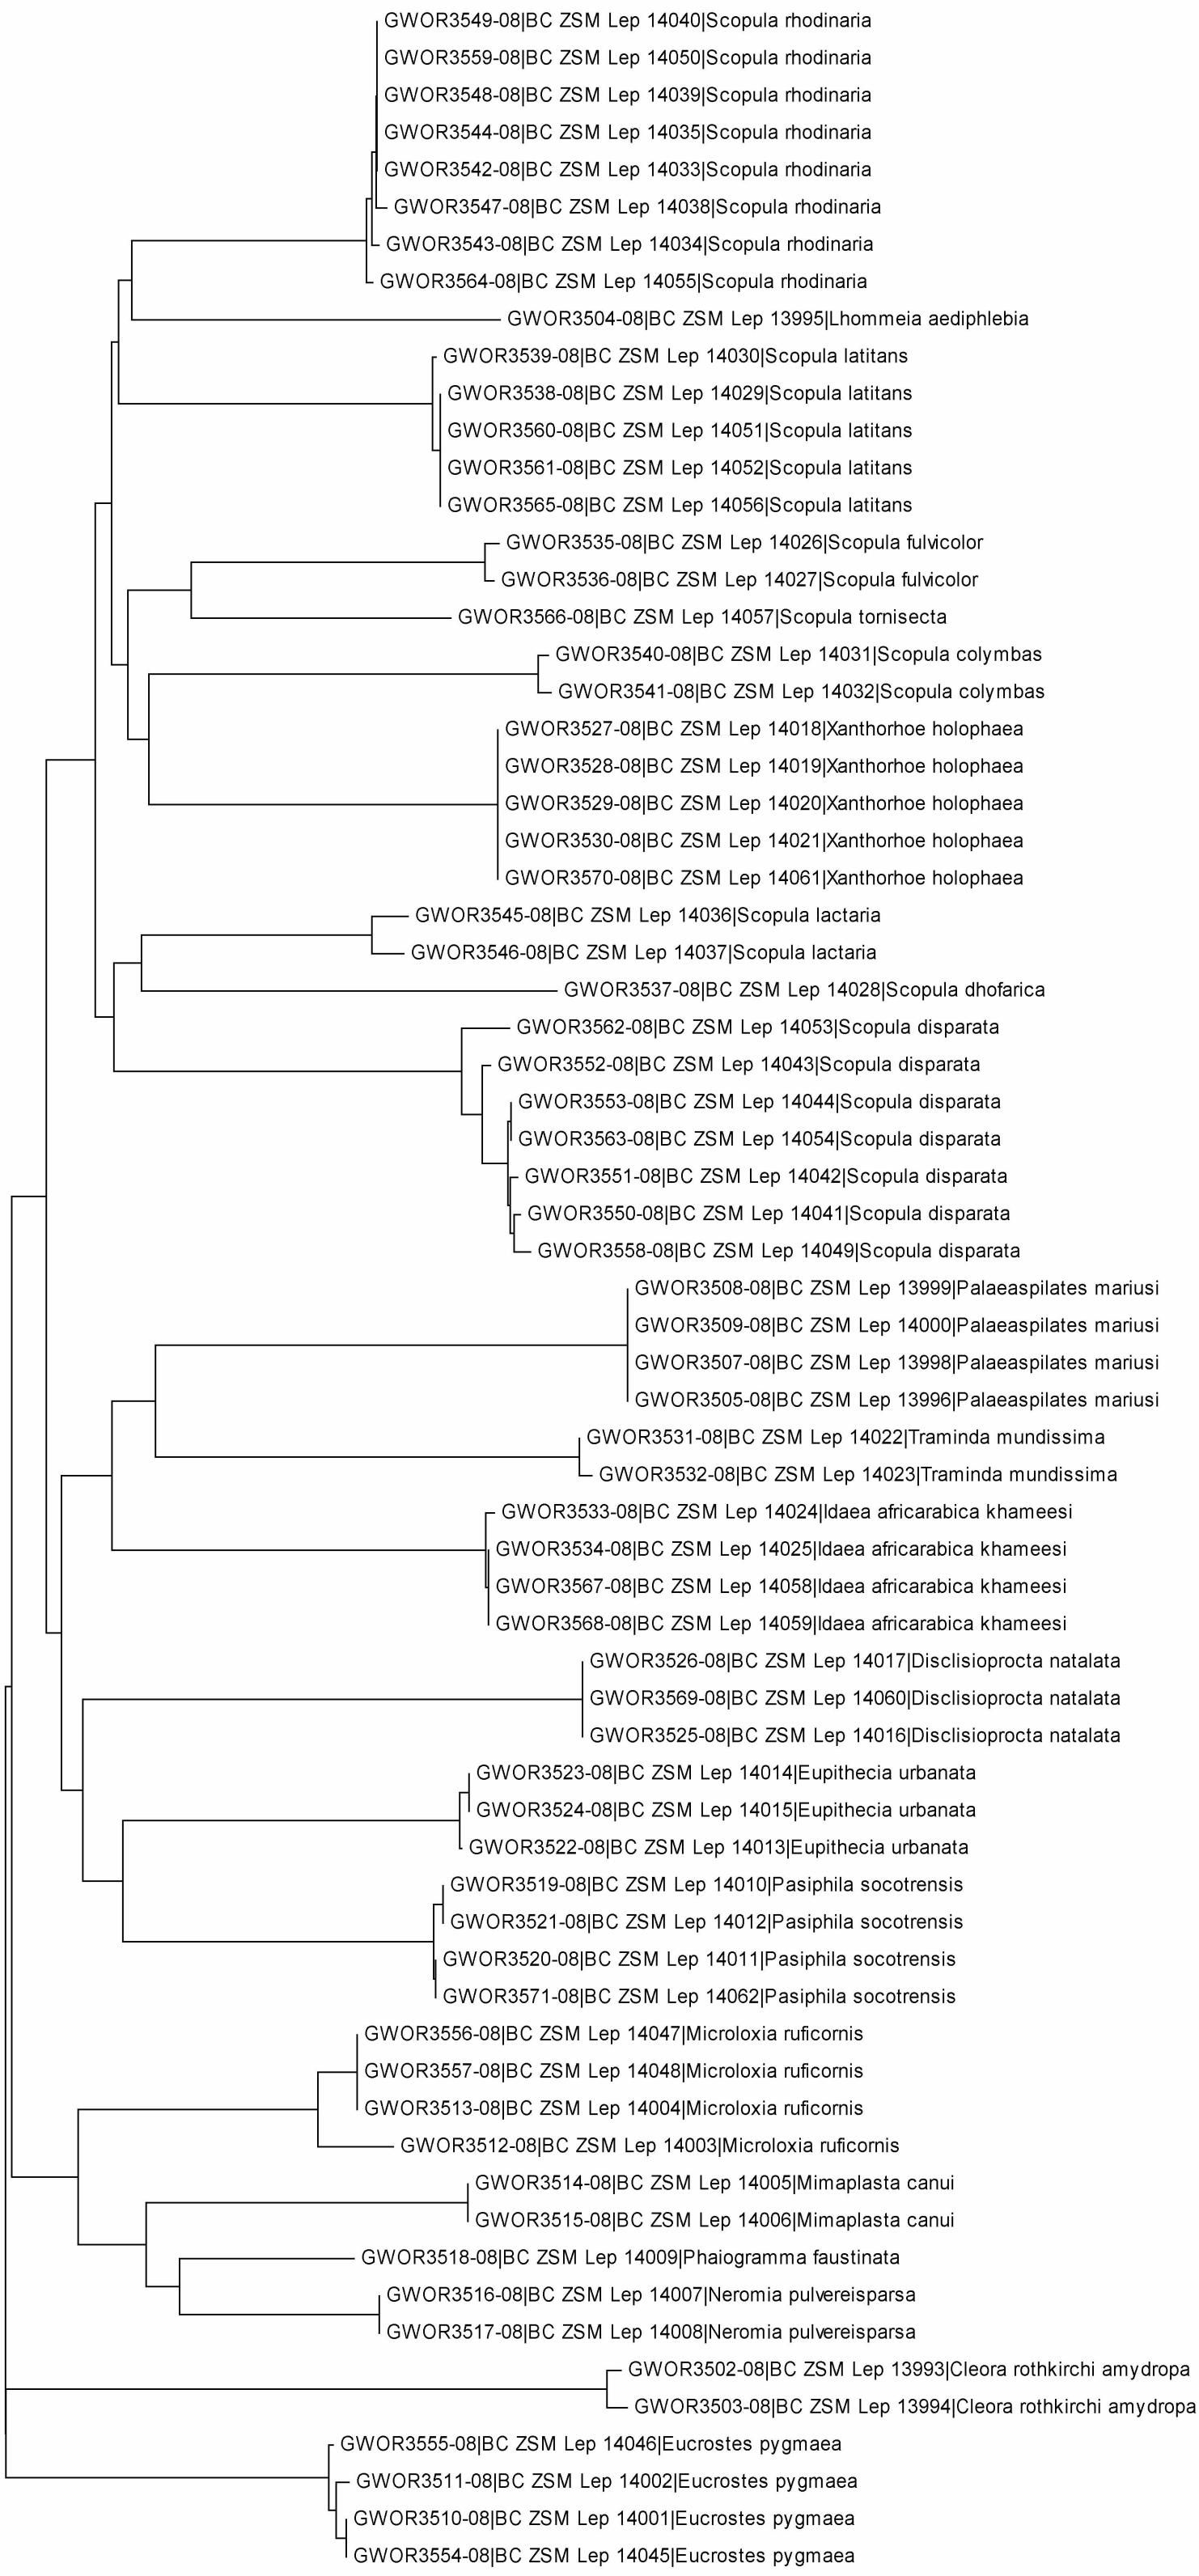 GWOR3549-08|BC ZSM Lep 14040|Scopula rhodinaria
GWOR3559-08|BC ZSM Lep 14050|Scopula rhodinaria
GWOR3548-08|BC ZSM Lep 14039|Scopula rhodinaria
GWOR3544-08|BC ZSM Lep 14035|Scopula rhodinaria
GWOR3542-08|BC ZSM Lep 14033|Scopula rhodinaria
GWOR3547-08|BC ZSM Lep 14038|Scopula rhodinaria
GWOR3543-08|BC ZSM Lep 14034|Scopula rhodinaria
GWOR3564-08|BC ZSM Lep 14055|Scopula rhodinaria
GWOR3504-08|BC ZSM Lep 13995|Lhommeia aediphlebia
GWOR3539-08|BC ZSM Lep 14030|Scopula latitans
GWOR3538-08|BC ZSM Lep 14029|Scopula latitans
GWOR3560-08|BC ZSM Lep 14051|Scopula latitans
GWOR3561-08|BC ZSM Lep 14052|Scopula latitans
GWOR3565-08|BC ZSM Lep 14056|Scopula latitans
GWOR3535-08|BC ZSM Lep 14026|Scopula fulvicolor
GWOR3536-08|BC ZSM Lep 14027|Scopula fulvicolor
GWOR3566-08|BC ZSM Lep 14057|Scopula tornisecta
GWOR3540-08|BC ZSM Lep 14031|Scopula colymbas
GWOR3541-08|BC ZSM Lep 14032|Scopula colymbas
GWOR3527-08|BC ZSM Lep 14018|Xanthorhoe holophaea
GWOR3528-08|BC ZSM Lep 14019|Xanthorhoe holophaea
GWOR3529-08|BC ZSM Lep 14020|Xanthorhoe holophaea
GWOR3530-08|BC ZSM Lep 14021|Xanthorhoe holophaea
GWOR3570-08|BC ZSM Lep 14061|Xanthorhoe holophaea
GWOR3545-08|BC ZSM Lep 14036|Scopula lactaria
GWOR3546-08|BC ZSM Lep 14037|Scopula lactaria
GWOR3537-08|BC ZSM Lep 14028|Scopula dhofarica
GWOR3562-08|BC ZSM Lep 14053|Scopula disparata
GWOR3552-08|BC ZSM Lep 14043|Scopula disparata
GWOR3553-08|BC ZSM Lep 14044|Scopula disparata
GWOR3563-08|BC ZSM Lep 14054|Scopula disparata
GWOR3551-08|BC ZSM Lep 14042|Scopula disparata
GWOR3550-08|BC ZSM Lep 14041|Scopula disparata
GWOR3558-08|BC ZSM Lep 14049|Scopula disparata
GWOR3508-08|BC ZSM Lep 13999|Palaeaspilates mariusi
GWOR3509-08|BC ZSM Lep 14000|Palaeaspilates mariusi
GWOR3507-08|BC ZSM Lep 13998|Palaeaspilates mariusi
GWOR3505-08|BC ZSM Lep 13996|Palaeaspilates mariusi
GWOR3531-08|BC ZSM Lep 14022|Traminda mundissima
GWOR3532-08|BC ZSM Lep 14023|Traminda mundissima
GWOR3533-08|BC ZSM Lep 14024|Idaea africarabica khameesi
GWOR3534-08|BC ZSM Lep 14025|Idaea africarabica khameesi
GWOR3567-08|BC ZSM Lep 14058|Idaea africarabica khameesi
GWOR3568-08|BC ZSM Lep 14059|Idaea africarabica khameesi
GWOR3526-08|BC ZSM Lep 14017|Disclisioprocta natalata
GWOR3569-08|BC ZSM Lep 14060|Disclisioprocta natalata
GWOR3525-08|BC ZSM Lep 14016|Disclisioprocta natalata
GWOR3523-08|BC ZSM Lep 14014|Eupithecia urbanata
GWOR3524-08|BC ZSM Lep 14015|Eupithecia urbanata
GWOR3522-08|BC ZSM Lep 14013|Eupithecia urbanata
GWOR3519-08|BC ZSM Lep 14010|Pasiphila socotrensis
GWOR3521-08|BC ZSM Lep 14012|Pasiphila socotrensis
GWOR3520-08|BC ZSM Lep 14011|Pasiphila socotrensis
GWOR3571-08|BC ZSM Lep 14062|Pasiphila socotrensis
GWOR3556-08|BC ZSM Lep 14047|Microloxia ruficornis
GWOR3557-08|BC ZSM Lep 14048|Microloxia ruficornis
GWOR3513-08|BC ZSM Lep 14004|Microloxia ruficornis
GWOR3512-08|BC ZSM Lep 14003|Microloxia ruficornis
GWOR3514-08|BC ZSM Lep 14005|Mimaplasta canui
GWOR3515-08|BC ZSM Lep 14006|Mimaplasta canui
GWOR3518-08|BC ZSM Lep 14009|Phaiogramma faustinata
GWOR3516-08|BC ZSM Lep 14007|Neromia pulvereisparsa
GWOR3517-08|BC ZSM Lep 14008|Neromia pulvereisparsa
GWOR3502-08|BC ZSM Lep 13993|Cleora rothkirchi amydropa
GWOR3503-08|BC ZSM Lep 13994|Cleora rothkirchi amydropa
GWOR3555-08|BC ZSM Lep 14046|Eucrostes pygmaea
GWOR3511-08|BC ZSM Lep 14002|Eucrostes pygmaea
GWOR3510-08|BC ZSM Lep 14001|Eucrostes pygmaea
GWOR3554-08|BC ZSM Lep 14045|Eucrostes pygmaea